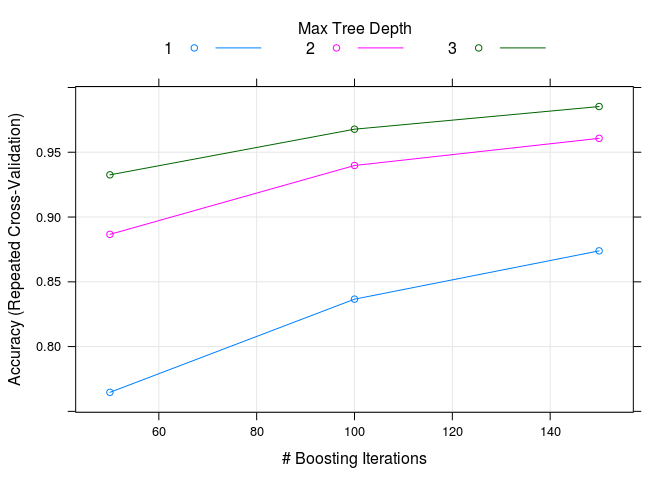 Max Tree Depth
1 2 3
Accuracy (Repeated Cross-Validation)
0.95
0.90
0.85
0.80
60 80 100 120 140
# Boosting Iterations